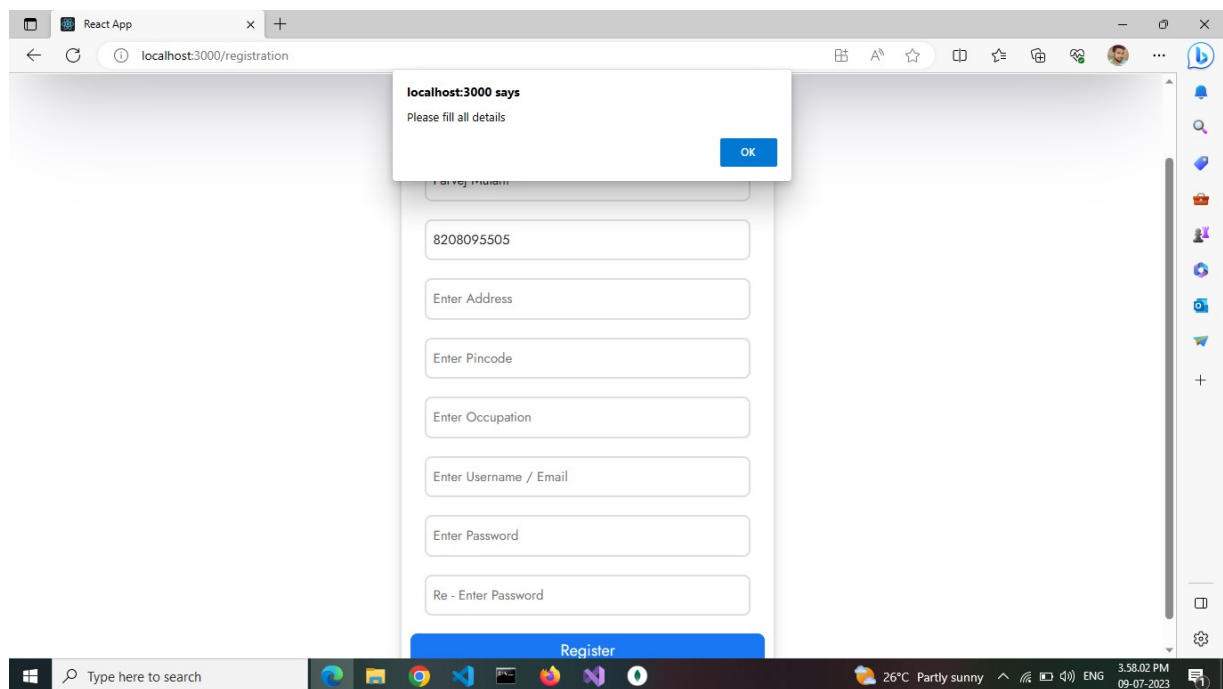 React App
localhost:3000/registration
localhost:3000 says
Please fill all details
OK
Parvej Mulani
8208095505
Enter Address
Enter Pincode
Enter Occupation
Enter Username / Email
Enter Password
Re - Enter Password
Register
Type here to search
26°C Partly sunny
ENG
3.58.02 PM
09-07-2023